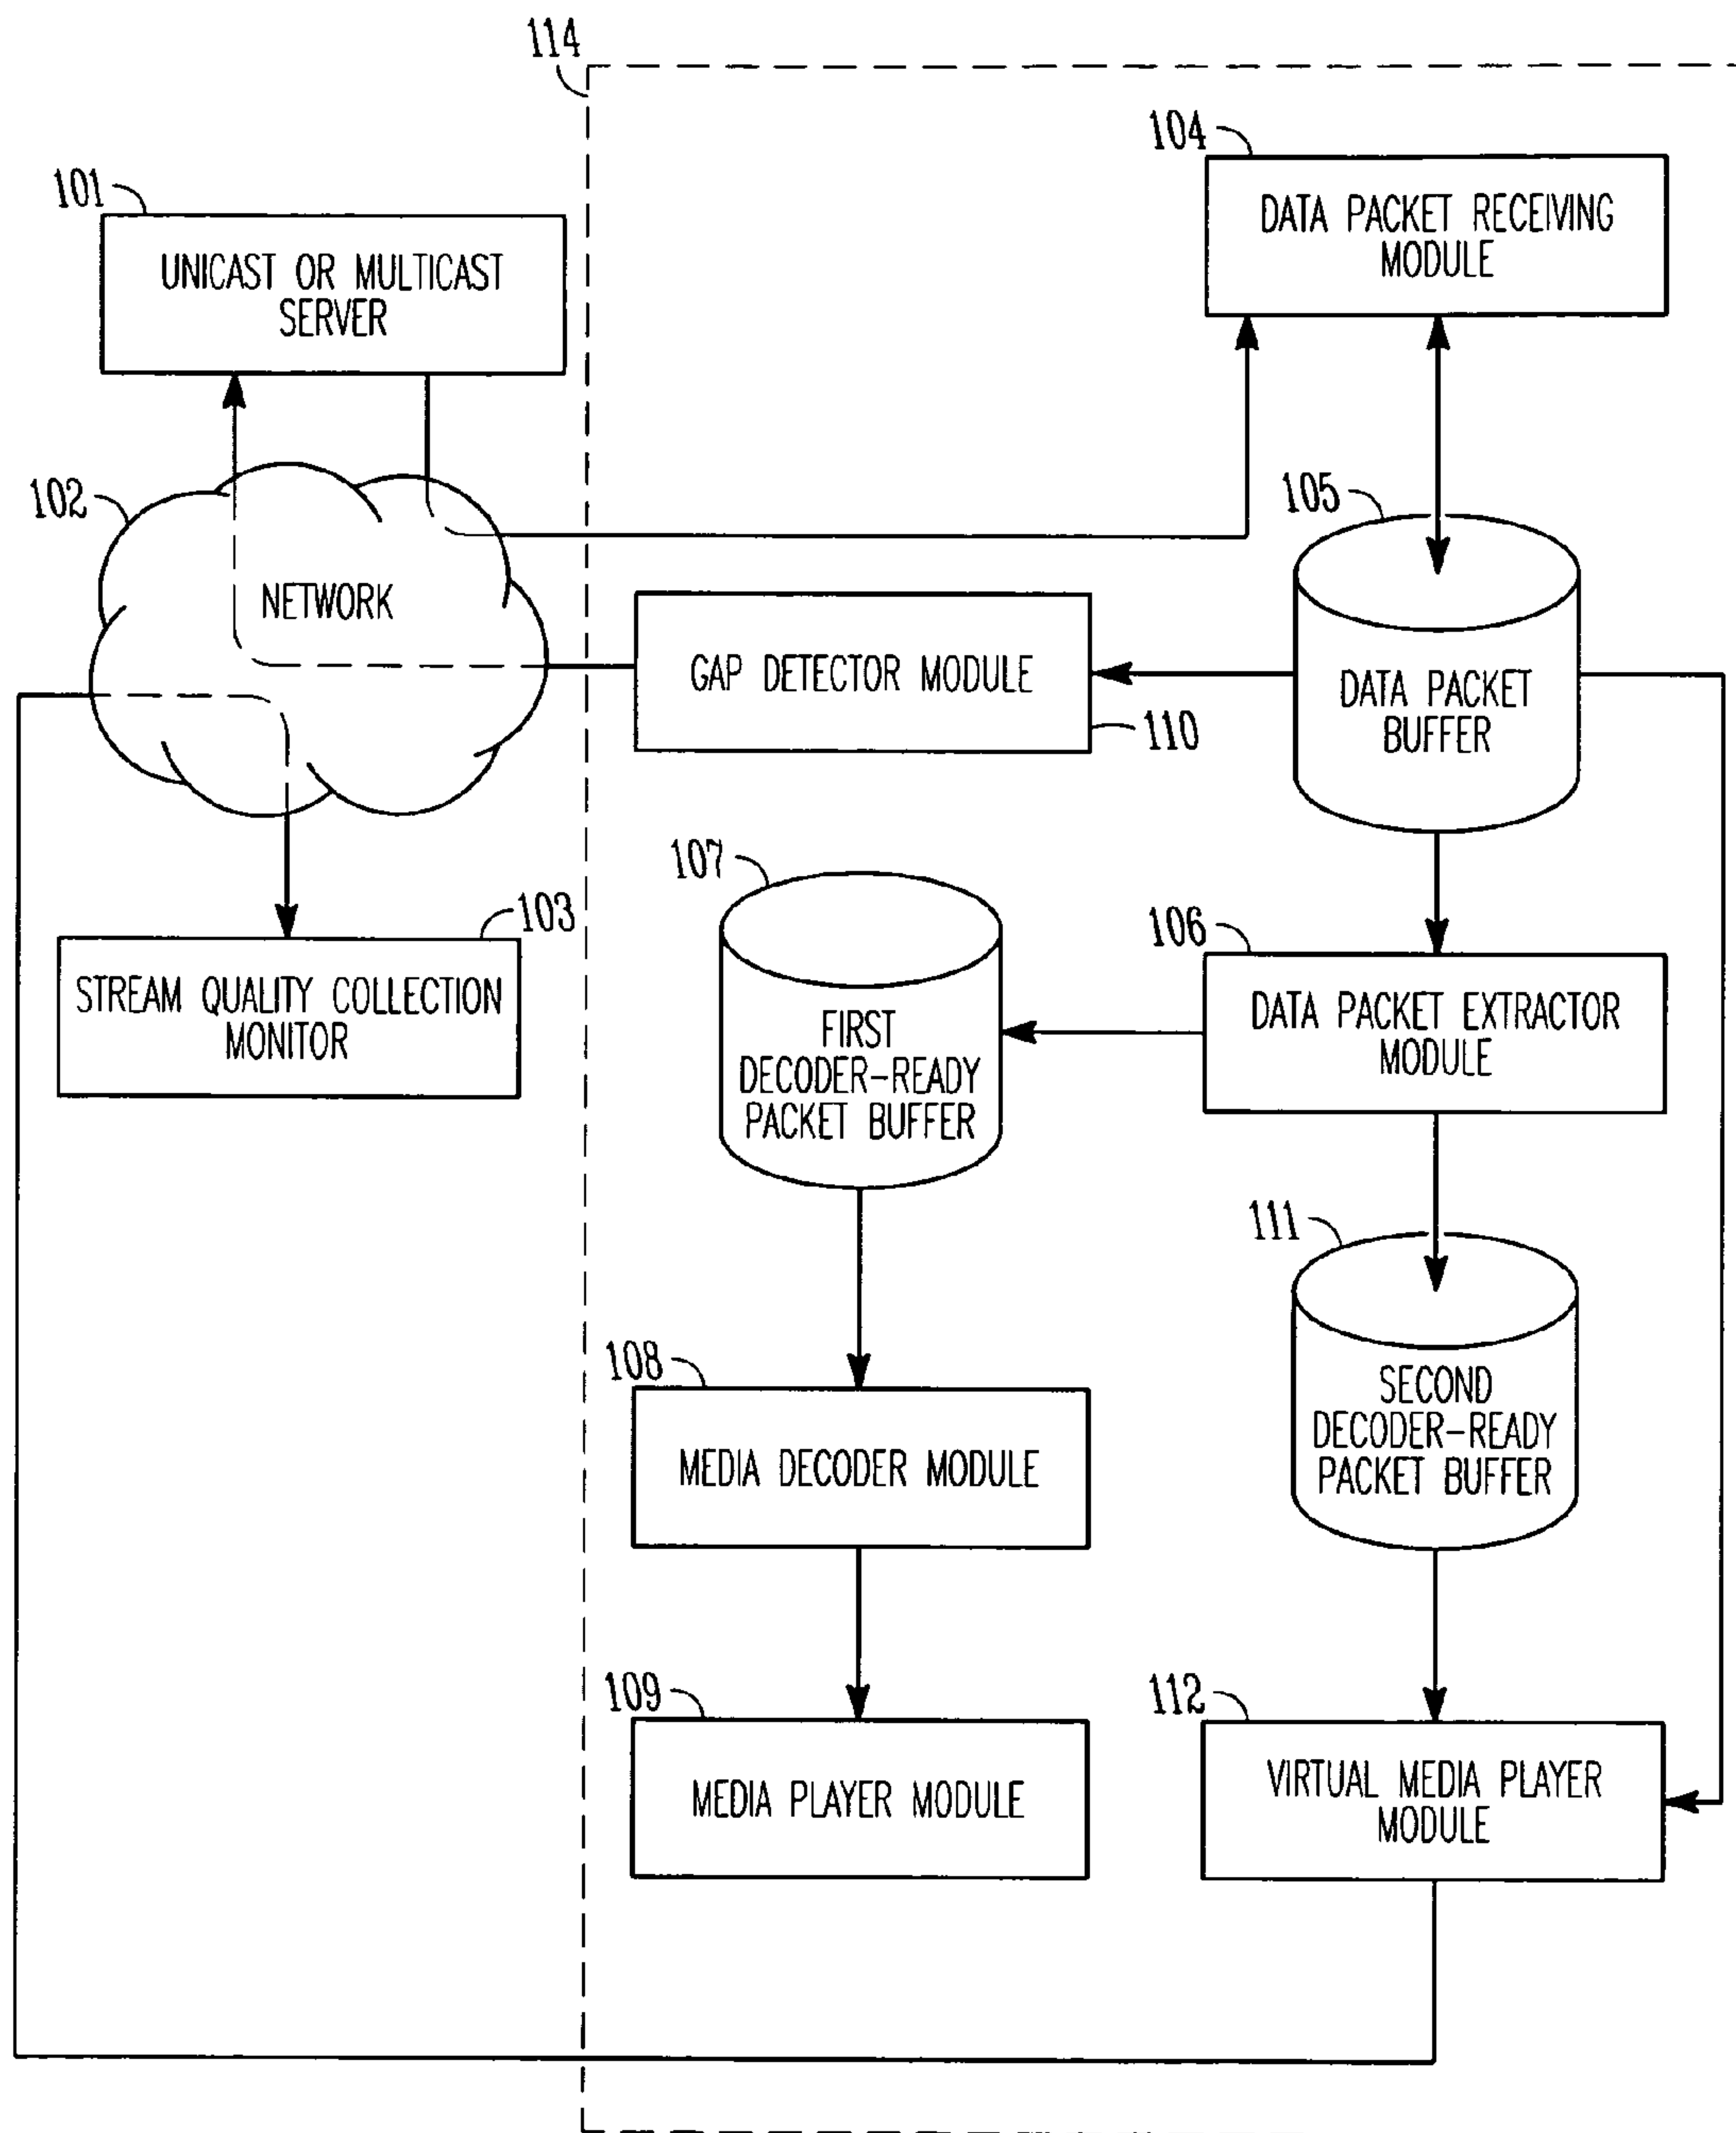 114
104
101
DATA PACKET RECEIVING
MODULE
UNICAST OR MULTICAST
SERVER
102
105
NETWORK
GAP DETECTOR MODULE
110
DATA PACKET
BUFFER
107
103
106
STREAM QUALITY COLLECTION
MONITOR
FIRST
DECODER-READY
PACKET BUFFER
DATA PACKET EXTRACTOR
MODULE
111
108
SECOND
DECODER-READY
PACKET BUFFER
MEDIA DECODER MODULE
109
112
MEDIA PLAYER MODULE
VIRTUAL MEDIA PLAYER
MODULE